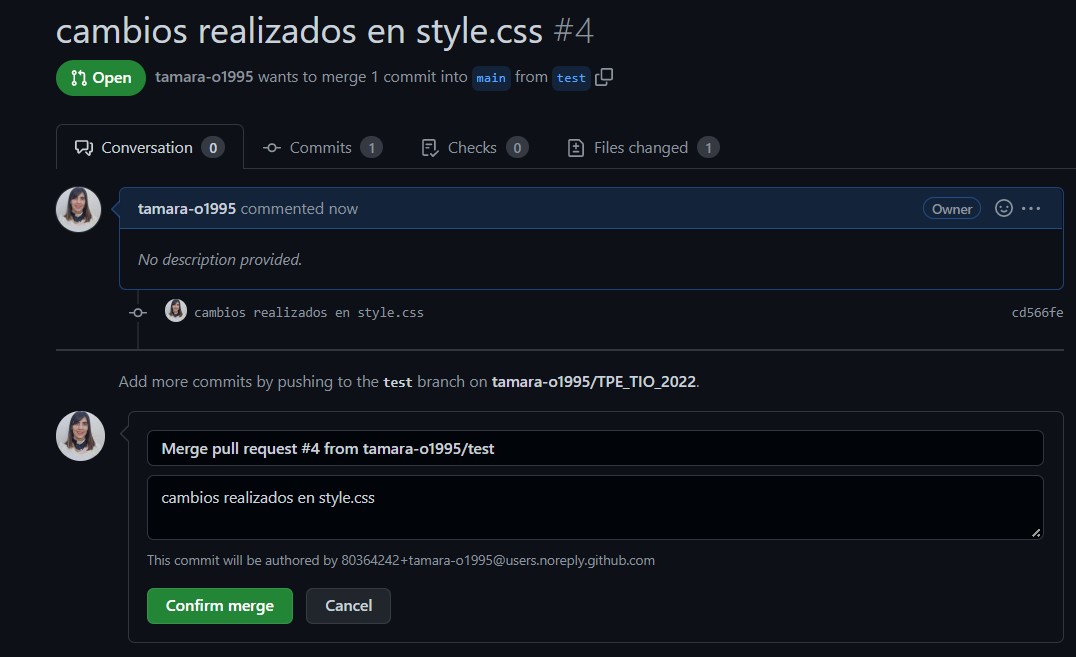 cambios realizados en style.css #4
Open tamara-o1995 wants to merge 1 commit into main from test
Conversation 0 Commits 1 Checks 0 Files changed 1
tamara-o1995 commented now Owner
No description provided.
cambios realizados en style.css cd566fe
Add more commits by pushing to the test branch on tamara-o1995/TPE_TIO_2022.
Merge pull request #4 from tamara-o1995/test
cambios realizados en style.css
This commit will be authored by 80364242+tamara-o1995@users.noreply.github.com
Confirm merge Cancel